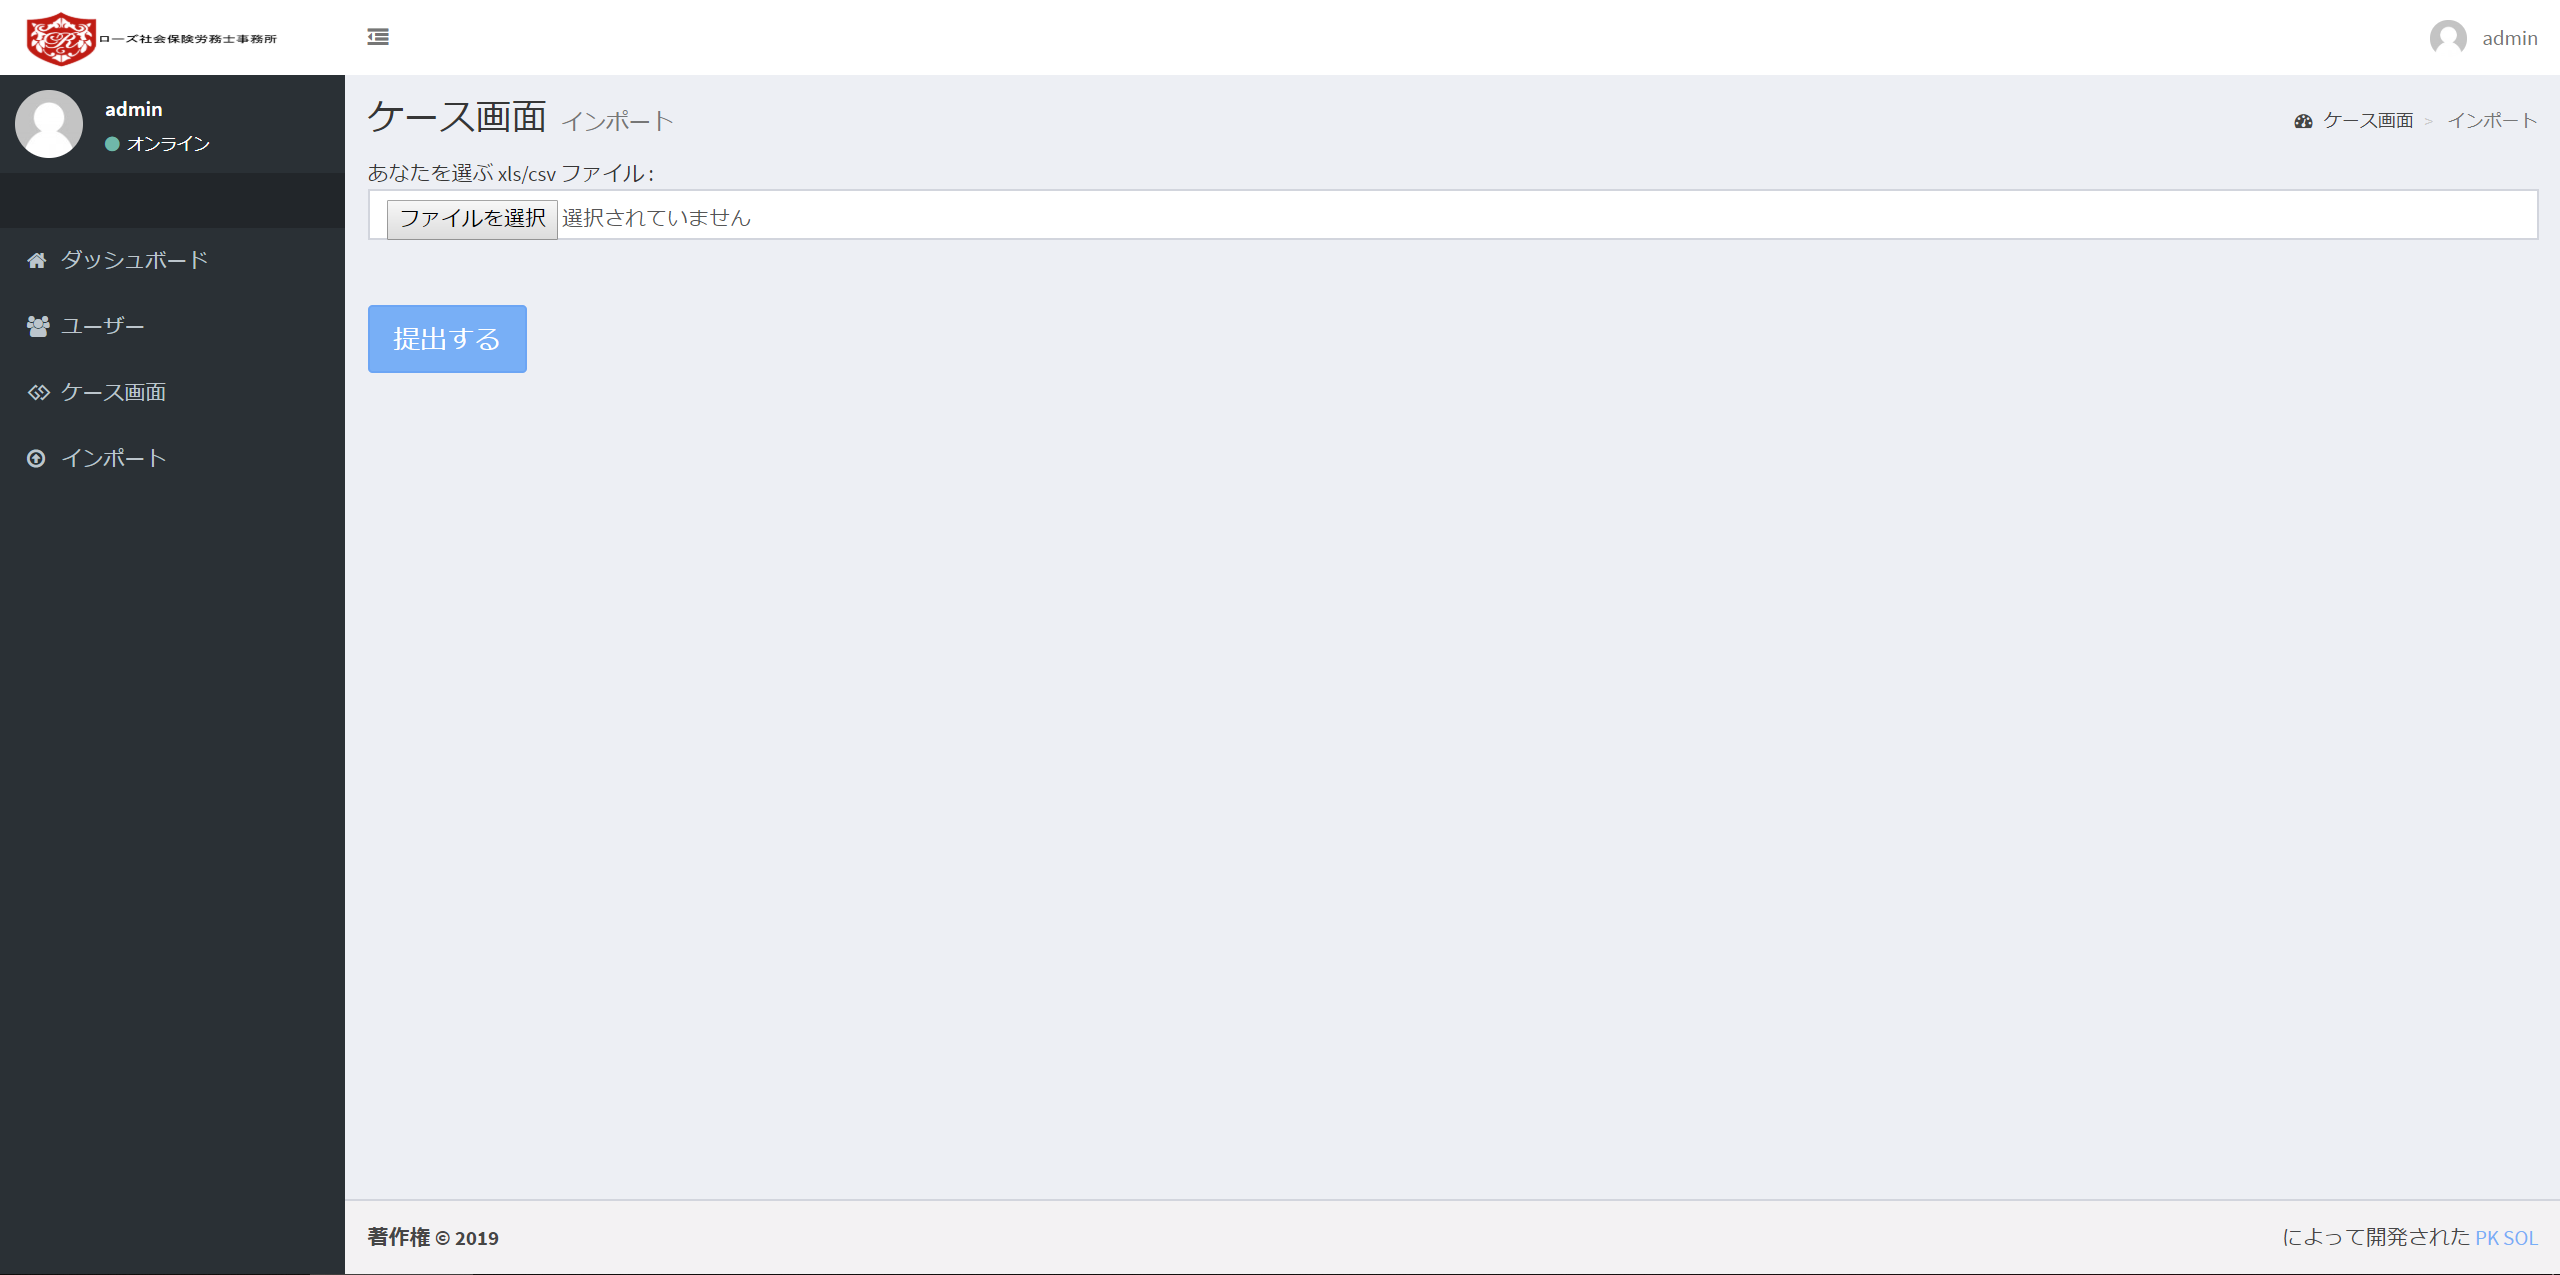 ローズ社会保険労務士事務所
admin
admin
オンライン
ダッシュボード
ユーザー
ケース画面
インポート
ケース画面 インポート
ケース画面 > インポート
あなたを選ぶ xls/csv ファイル :
ファイルを選択 選択されていません
提出する
著作権 © 2019
によって開発された PK SOL